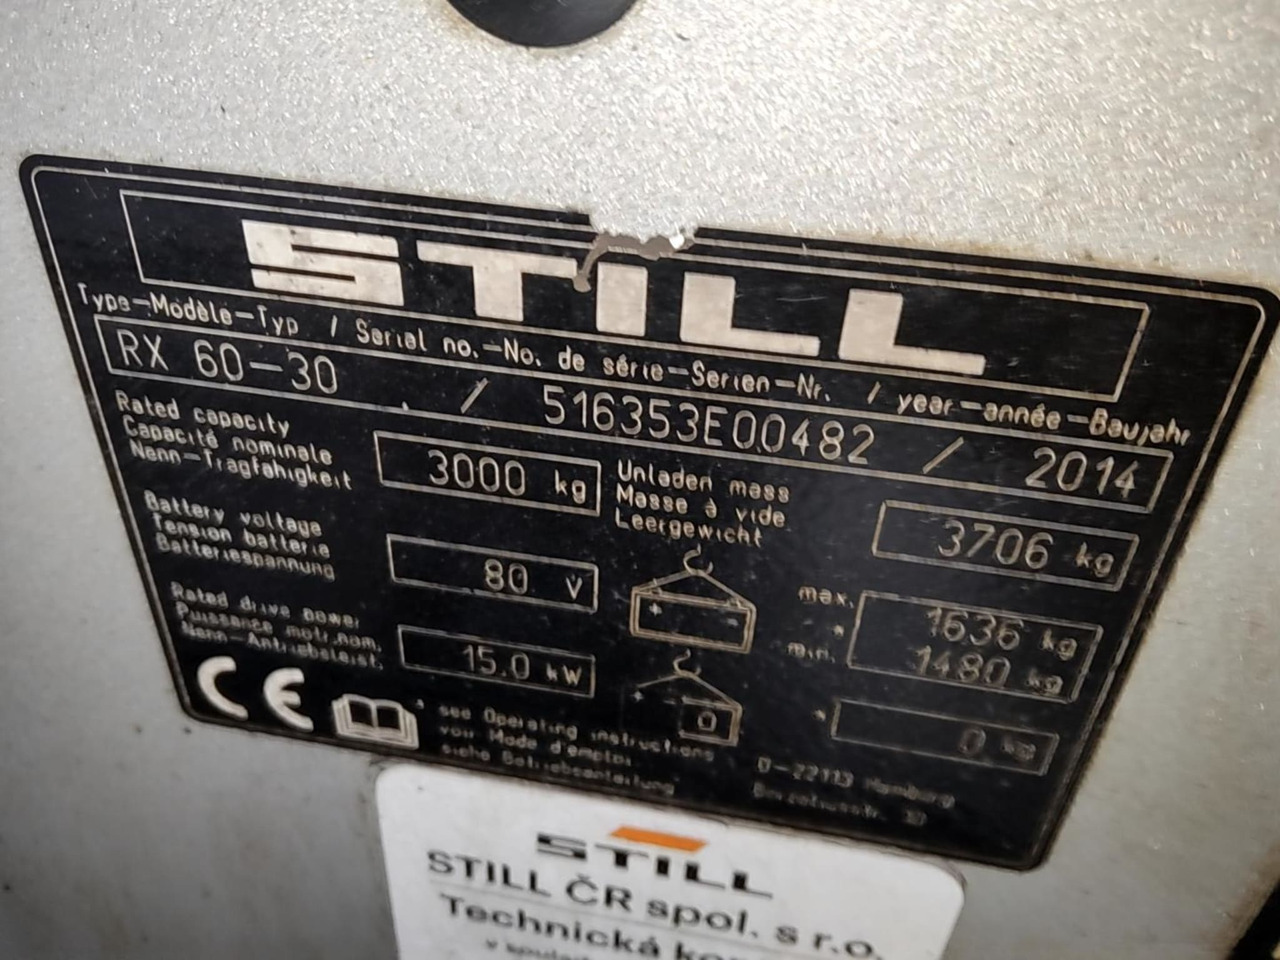 STILL
Type-Modèle-Typ / Serial no.-No. de série-Serien-Nr. / year-année-Baujahr
RX 60-30 / 516353E00482 / 2014
Rated capacity
Capacité nominale
Nenn-Tragfähigkeit
3000 kg
Unladen mass
Masse à vide
Leergewicht
3706 kg
Battery voltage
Tension batterie
Batteriespannung
80 V
max. 1636 kg
*
min. 1480 kg
Rated drive power
Puissance motr.nom.
Nenn-Antriebsleist.
15.0 kW
* 0 kg
CE
* see Operating instructions
voir Mode d'emploi
siehe Betriebsanleitung
D-22113 Hamburg
STILL
STILL ČR spol. s r.o.
Technická